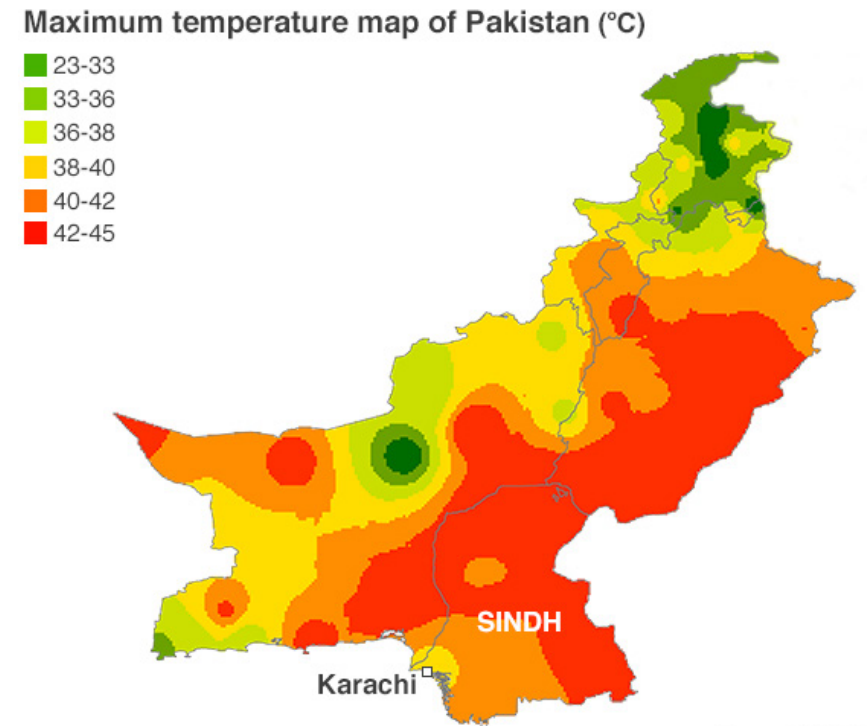 Maximum temperature map of Pakistan (°C)
23-33
33-36
36-38
38-40
40-42
42-45
SINDH
Karachi